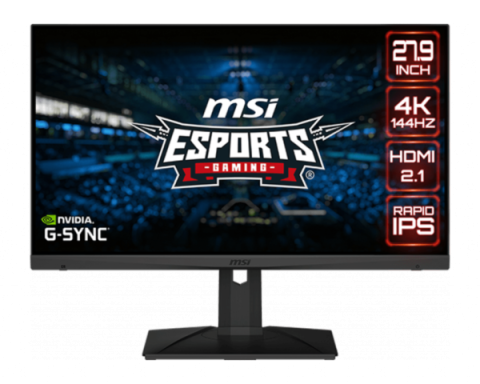 27.9
INCH
msi
4K
144HZ
ESPORTS
GAMING
®
HDMI
2.1
RAPID
IPS
NVIDIA.
G-SYNC
msi